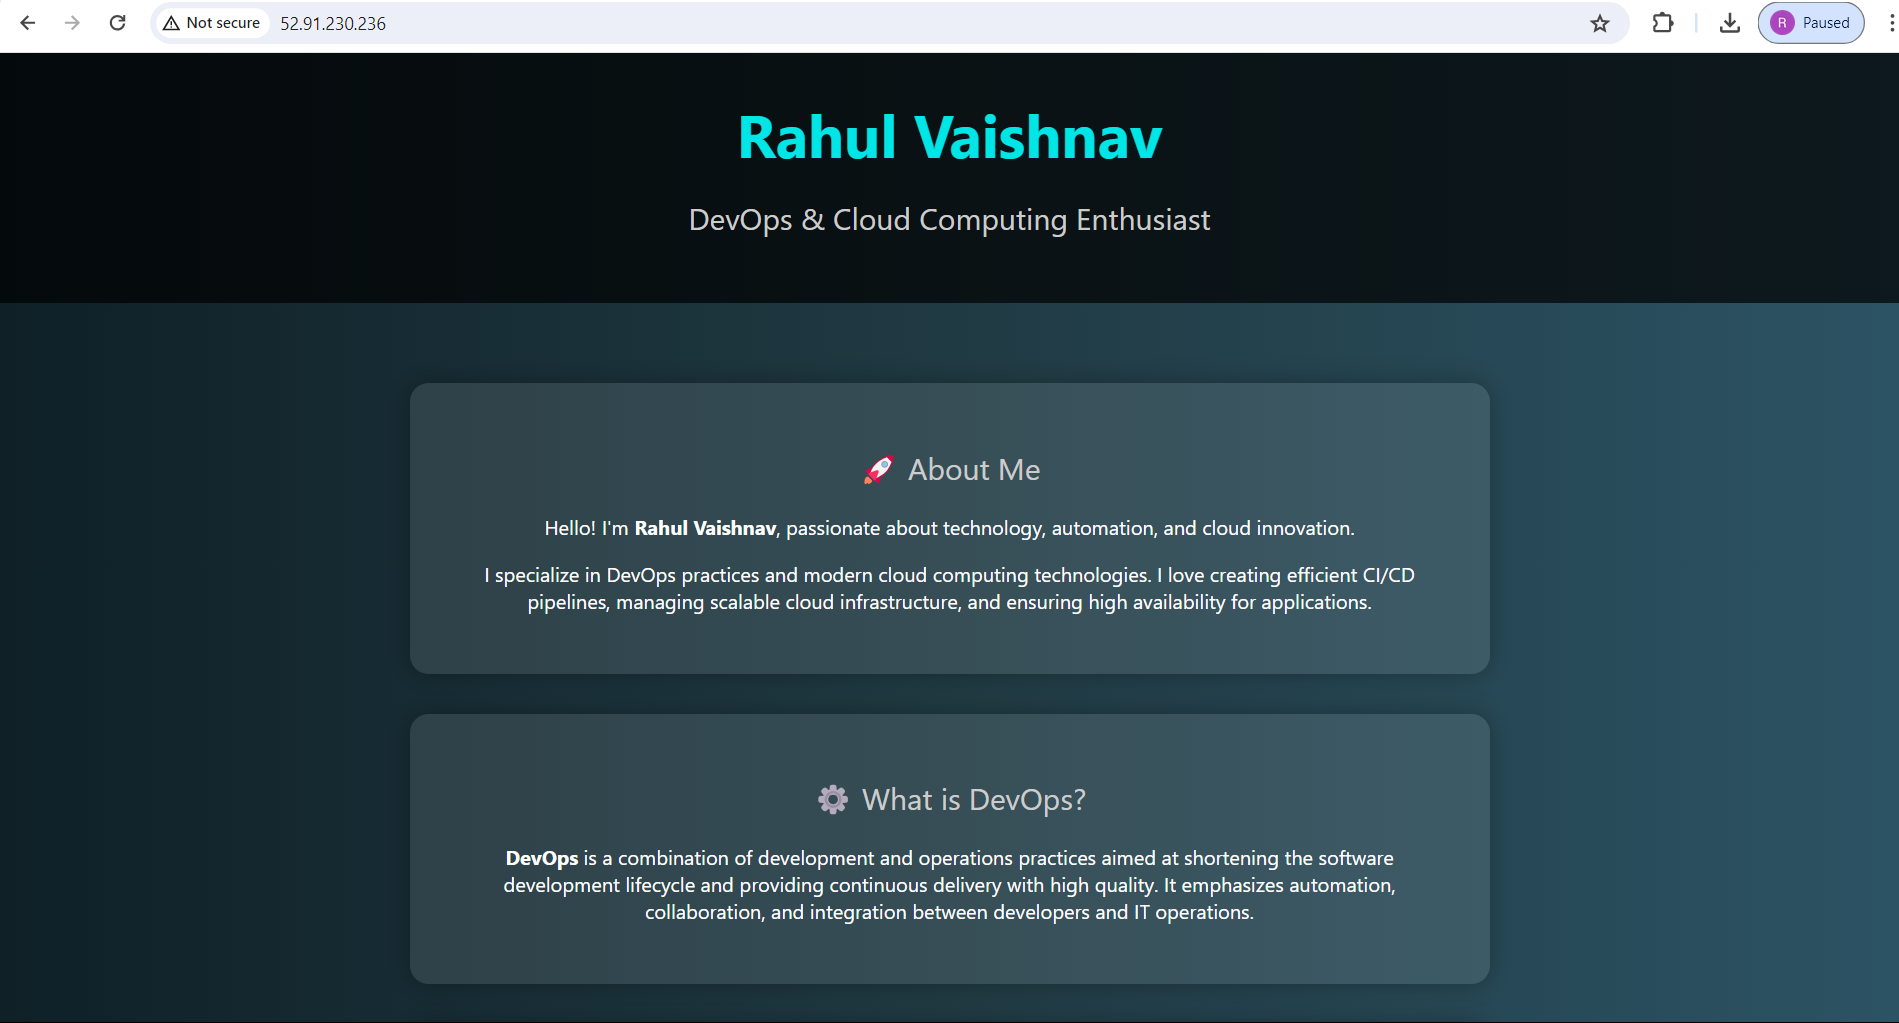 Not secure 52.91.230.236 R Paused
Rahul Vaishnav
DevOps & Cloud Computing Enthusiast
🚀 About Me
Hello! I'm Rahul Vaishnav, passionate about technology, automation, and cloud innovation.
I specialize in DevOps practices and modern cloud computing technologies. I love creating efficient CI/CD
pipelines, managing scalable cloud infrastructure, and ensuring high availability for applications.
⚙️ What is DevOps?
DevOps is a combination of development and operations practices aimed at shortening the software
development lifecycle and providing continuous delivery with high quality. It emphasizes automation,
collaboration, and integration between developers and IT operations.